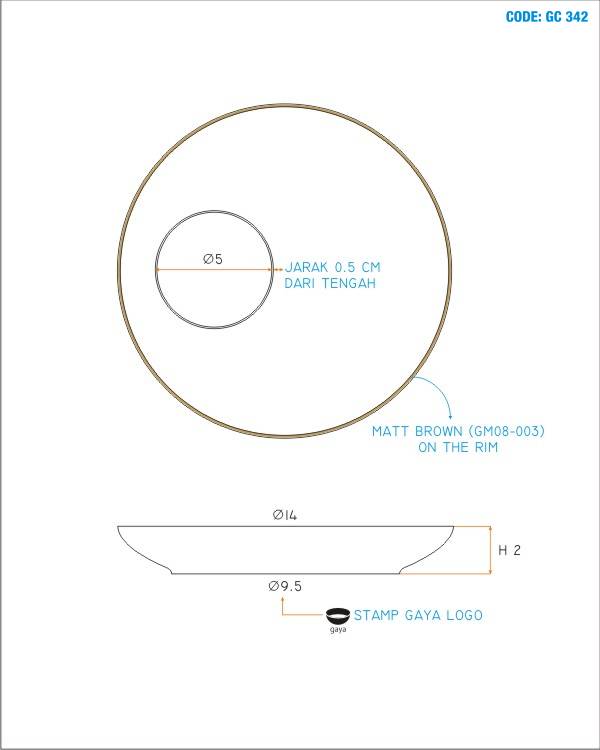 CODE: GC 342
Ø5
JARAK 0.5 CM
DARI TENGAH
MATT BROWN (GM08-003)
ON THE RIM
Ø14
H 2
Ø9.5
STAMP GAYA LOGO
gaya